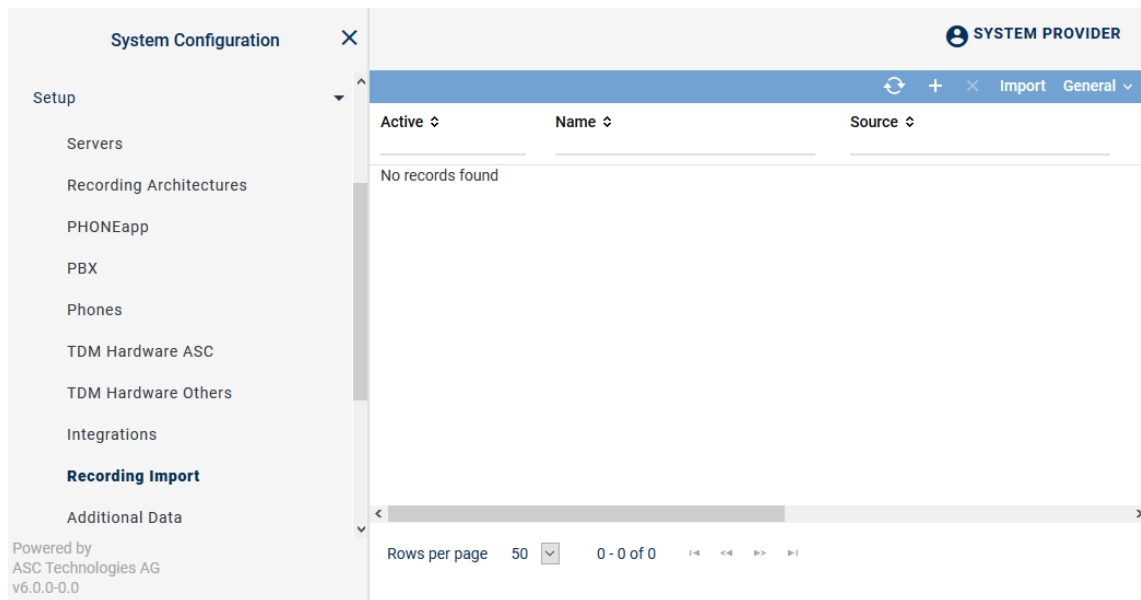 System Configuration
SYSTEM PROVIDER
Setup
Import General
Active Name Source
Servers
No records found
Recording Architectures
PHONEapp
PBX
Phones
TDM Hardware ASC
TDM Hardware Others
Integrations
Recording Import
Additional Data
Powered by
ASC Technologies AG
v6.0.0-0.0
Rows per page 50 0 - 0 of 0